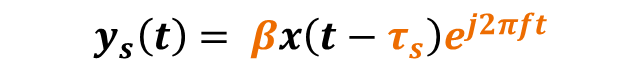 yₛ(t) = βx(t − τₛ)e^{j2πft}